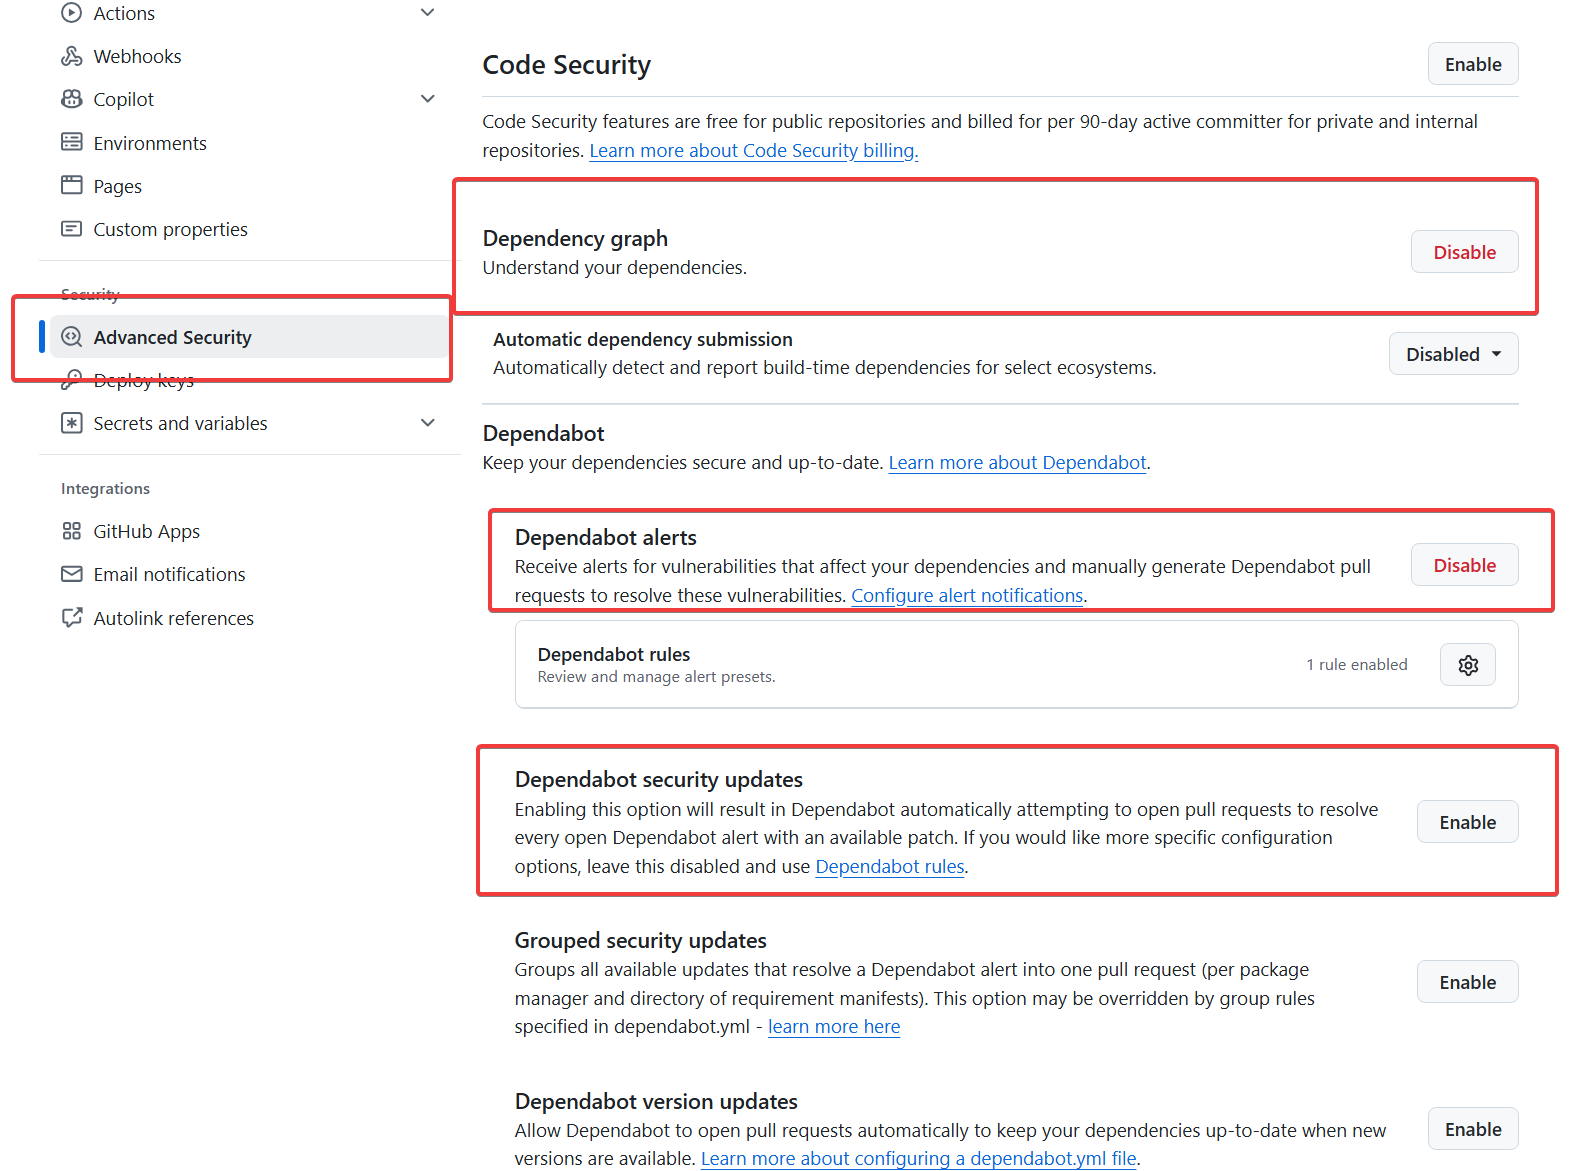 Actions
Webhooks
Copilot
Environments
Pages
Custom properties
Security
Advanced Security
Deploy keys
Secrets and variables
Integrations
GitHub Apps
Email notifications
Autolink references
Code Security
Enable
Code Security features are free for public repositories and billed for per 90-day active committer for private and internal
repositories. Learn more about Code Security billing.
Dependency graph
Understand your dependencies.
Disable
Automatic dependency submission
Automatically detect and report build-time dependencies for select ecosystems.
Disabled
Dependabot
Keep your dependencies secure and up-to-date. Learn more about Dependabot.
Dependabot alerts
Receive alerts for vulnerabilities that affect your dependencies and manually generate Dependabot pull
requests to resolve these vulnerabilities. Configure alert notifications.
Disable
Dependabot rules
Review and manage alert presets.
1 rule enabled
Dependabot security updates
Enabling this option will result in Dependabot automatically attempting to open pull requests to resolve
every open Dependabot alert with an available patch. If you would like more specific configuration
options, leave this disabled and use Dependabot rules.
Enable
Grouped security updates
Groups all available updates that resolve a Dependabot alert into one pull request (per package
manager and directory of requirement manifests). This option may be overridden by group rules
specified in dependabot.yml - learn more here
Enable
Dependabot version updates
Allow Dependabot to open pull requests automatically to keep your dependencies up-to-date when new
versions are available. Learn more about configuring a dependabot.yml file.
Enable